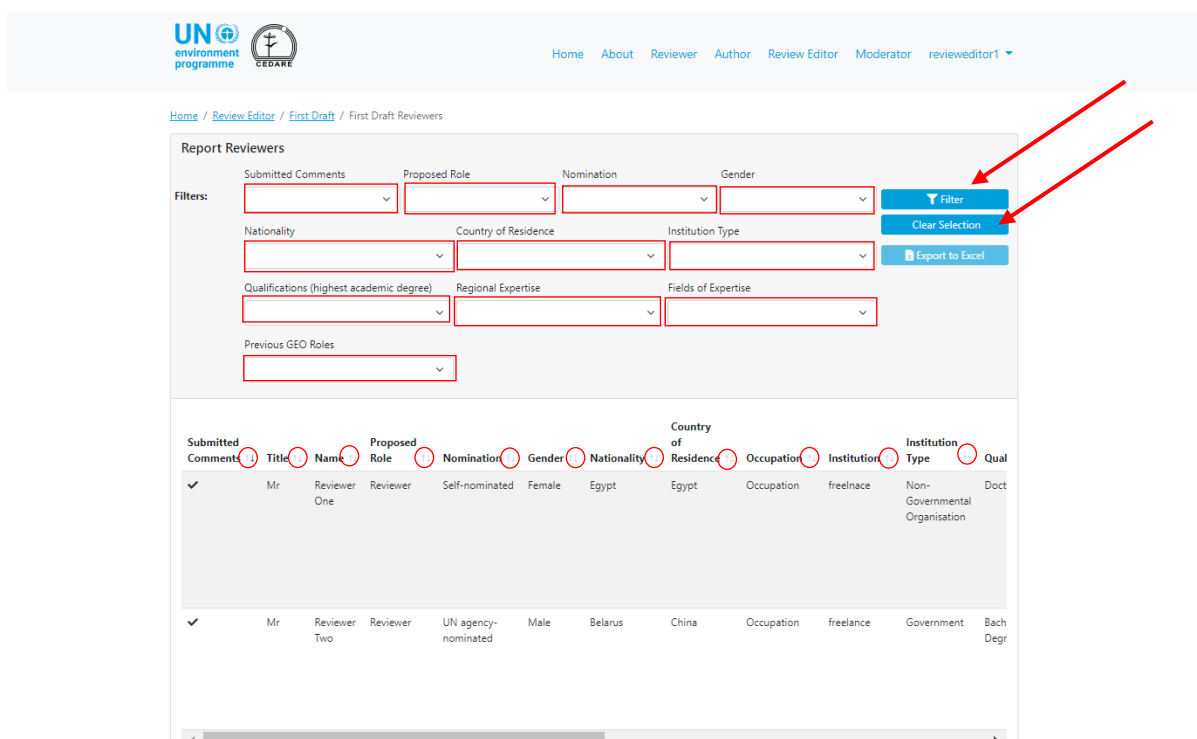 UN
environment
programme
CEDARE
Home About Reviewer Author Review Editor Moderator revieweditor1
Home / Review Editor / First Draft / First Draft Reviewers
Report Reviewers
Submitted Comments Proposed Role Nomination Gender
Filters:
Filter
Clear Selection
Nationality Country of Residence Institution Type
Export to Excel
Qualifications (highest academic degree) Regional Expertise Fields of Expertise
Previous GEO Roles
Country
Submitted Proposed of Institution
Comments Title Name Role Nomination Gender Nationality Residence Occupation Institution Type Qual
Mr Reviewer Reviewer Self-nominated Female Egypt Egypt Occupation freelnace Non- Doct
One Governmental
Organisation
Mr Reviewer Reviewer UN agency- Male Belarus China Occupation freelance Government Bach
Two nominated Degr